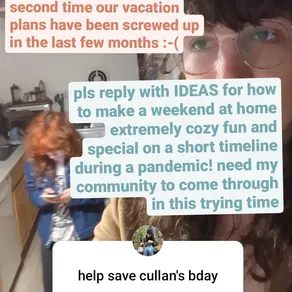 second time our vacation
plans have been screwed up
in the last few months :-(
pls reply with IDEAS for how
to make a weekend at home
extremely cozy fun and
special on a short timeline
during a pandemic! need my
community to come through
in this trying time
help save cullan's bday